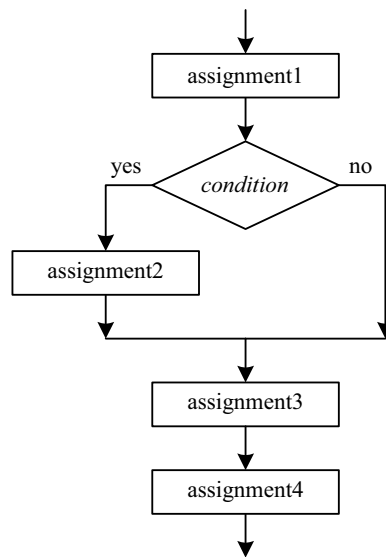 assignment1
yes
no
condition
assignment2
assignment3
assignment4